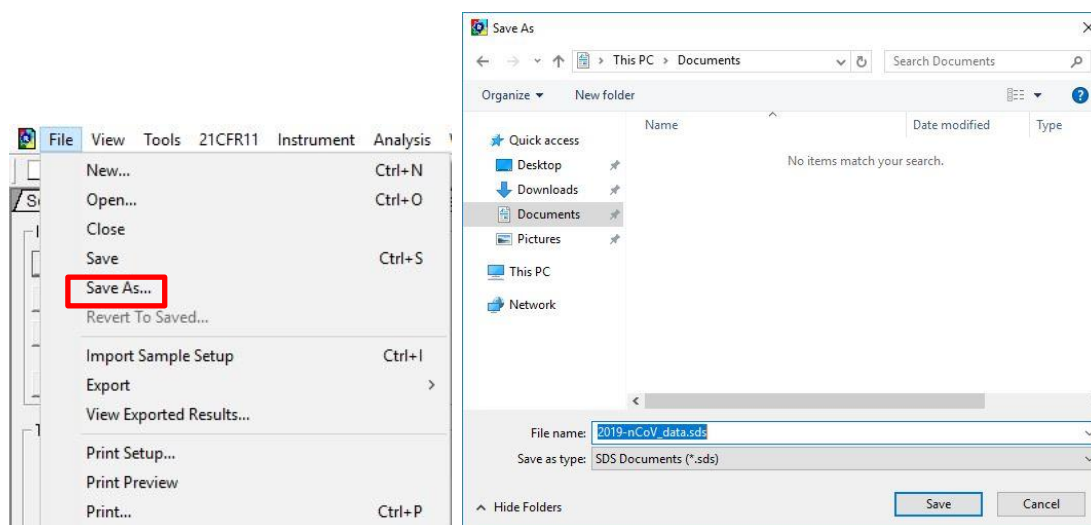 File View Tools 21CFR11 Instrument Analysis
New... Ctrl+N
Open... Ctrl+O
Close
Save Ctrl+S
Save As...
Revert To Saved...
Import Sample Setup Ctrl+I
Export
View Exported Results...
Print Setup...
Print Preview
Print... Ctrl+P
Save As
This PC > Documents
Search Documents
Organize New folder
Name Date modified Type
No items match your search.
Quick access
Desktop
Downloads
Documents
Pictures
This PC
Network
File name: 2019-nCoV_data.sds
Save as type: SDS Documents (*.sds)
Hide Folders Save Cancel